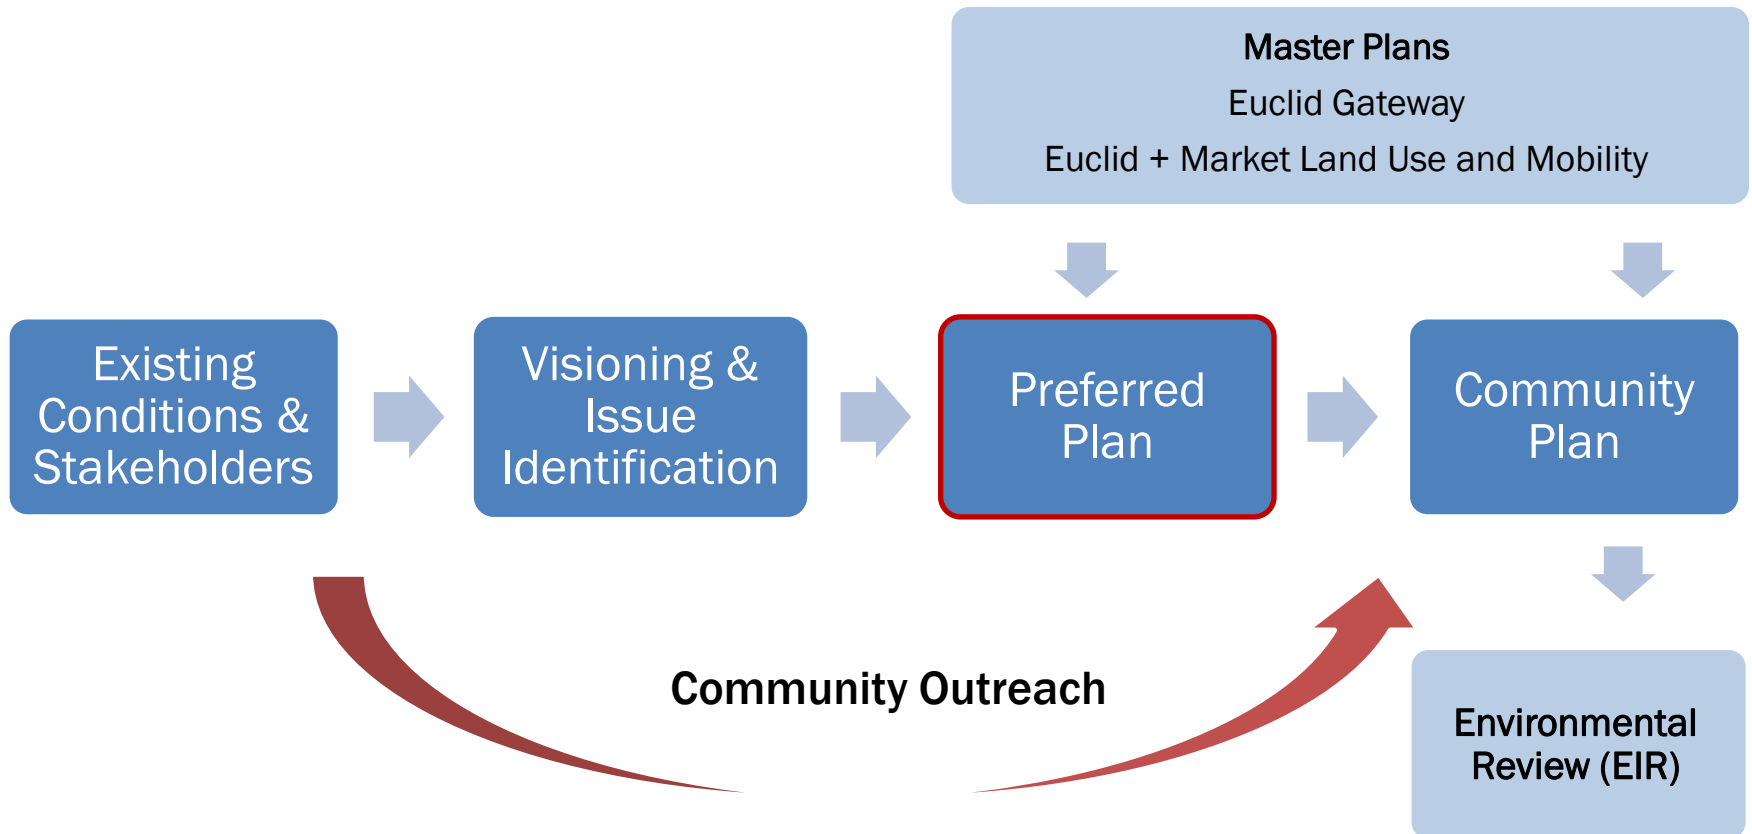 Master Plans
Euclid Gateway
Euclid + Market Land Use and Mobility
Existing
Conditions &
Stakeholders
Visioning &
Issue
Identification
Preferred
Plan
Community
Plan
Community Outreach
Environmental
Review (EIR)